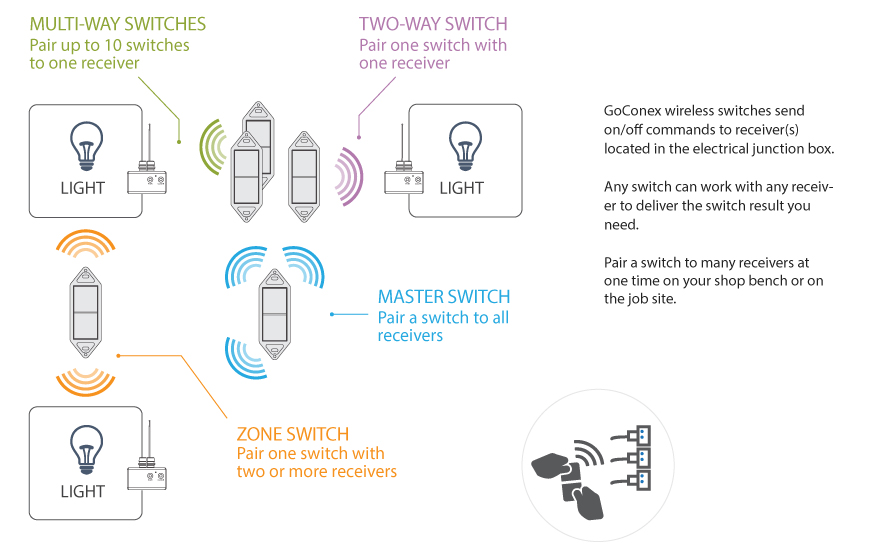 MULTI-WAY SWITCHES
Pair up to 10 switches
to one receiver
TWO-WAY SWITCH
Pair one switch with
one receiver
LIGHT
LIGHT
GoConex wireless switches send
on/off commands to receiver(s)
located in the electrical junction box.
Any switch can work with any receiv-
er to deliver the switch result you
need.
Pair a switch to many receivers at
one time on your shop bench or on
the job site.
MASTER SWITCH
Pair a switch to all
receivers
ZONE SWITCH
Pair one switch with
two or more receivers
LIGHT